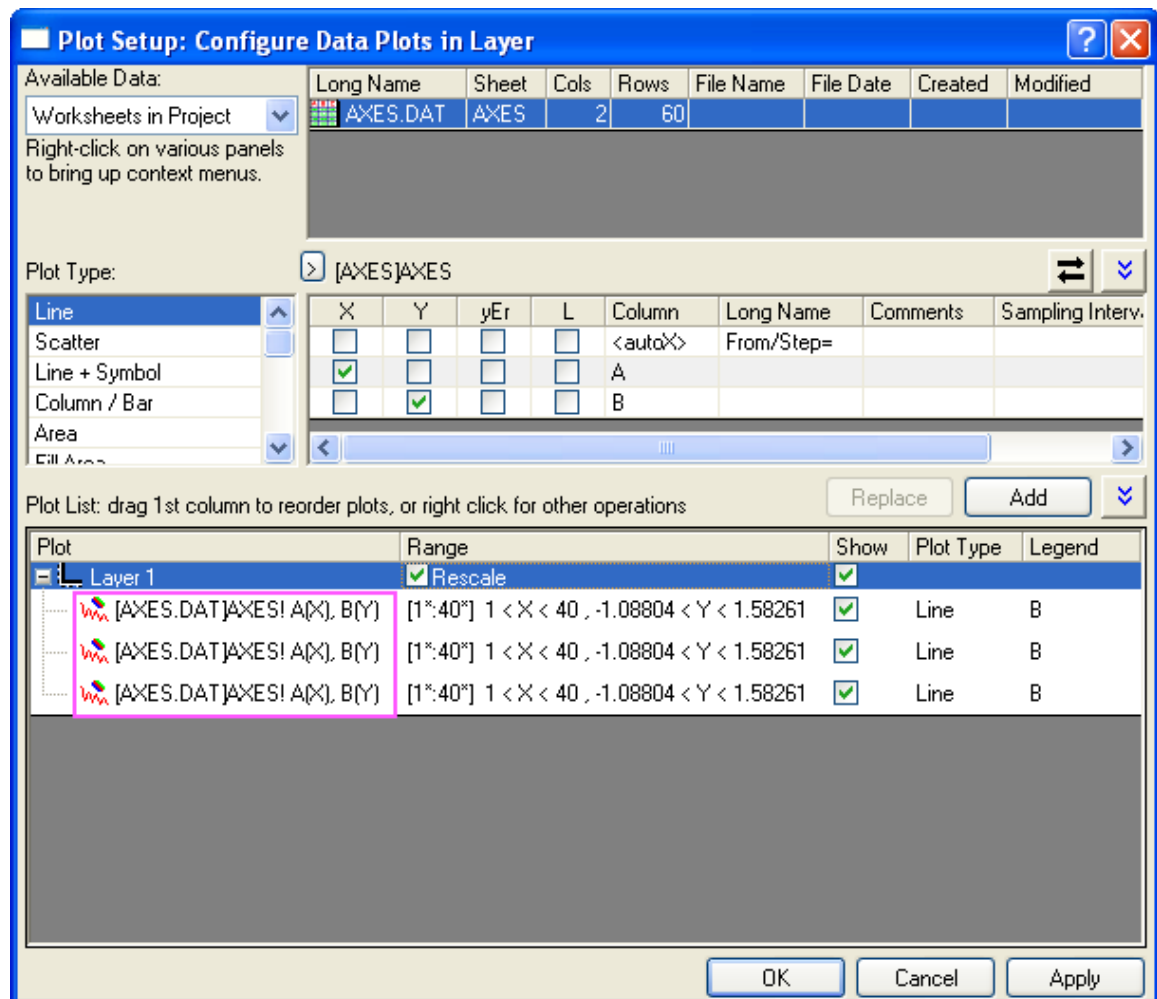 Plot Setup: Configure Data Plots in Layer
Available Data:
Worksheets in Project
Right-click on various panels
to bring up context menus.
Long Name Sheet Cols Rows File Name File Date Created Modified
AXES.DAT AXES 2 60
Plot Type:
[AXES]AXES
Line
Scatter
Line + Symbol
Column / Bar
Area
Fill Area
X Y yEr L Column Long Name Comments Sampling Interv
<autoX> From/Step=
A
B
Plot List: drag 1st column to reorder plots, or right click for other operations
Replace Add
Plot Range Show Plot Type Legend
Layer 1 Rescale
[AXES.DAT]AXES! A(X), B(Y) [1*:40*] 1 < X < 40 , -1.08804 < Y < 1.58261 Line B
[AXES.DAT]AXES! A(X), B(Y) [1*:40*] 1 < X < 40 , -1.08804 < Y < 1.58261 Line B
[AXES.DAT]AXES! A(X), B(Y) [1*:40*] 1 < X < 40 , -1.08804 < Y < 1.58261 Line B
OK Cancel Apply